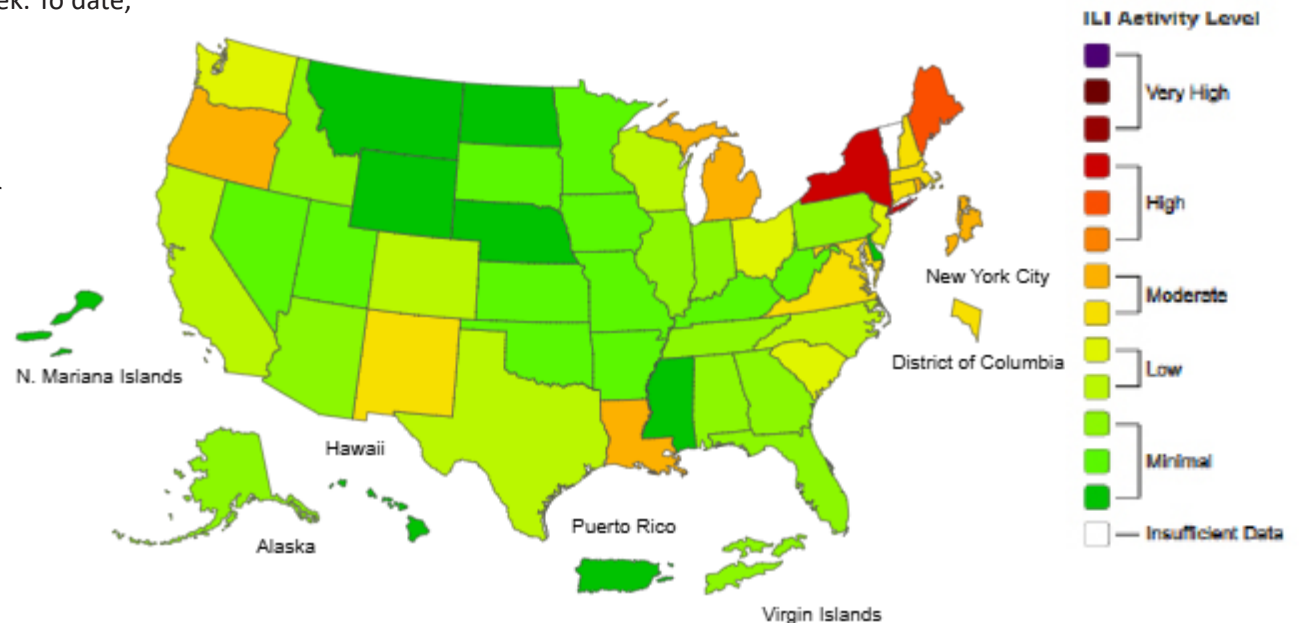 ek. To date,
ILI Activity Level
Very High
High
Moderate
Low
Minimal
Insufficient Data
New York City
District of Columbia
N. Mariana Islands
Hawaii
Alaska
Puerto Rico
Virgin Islands